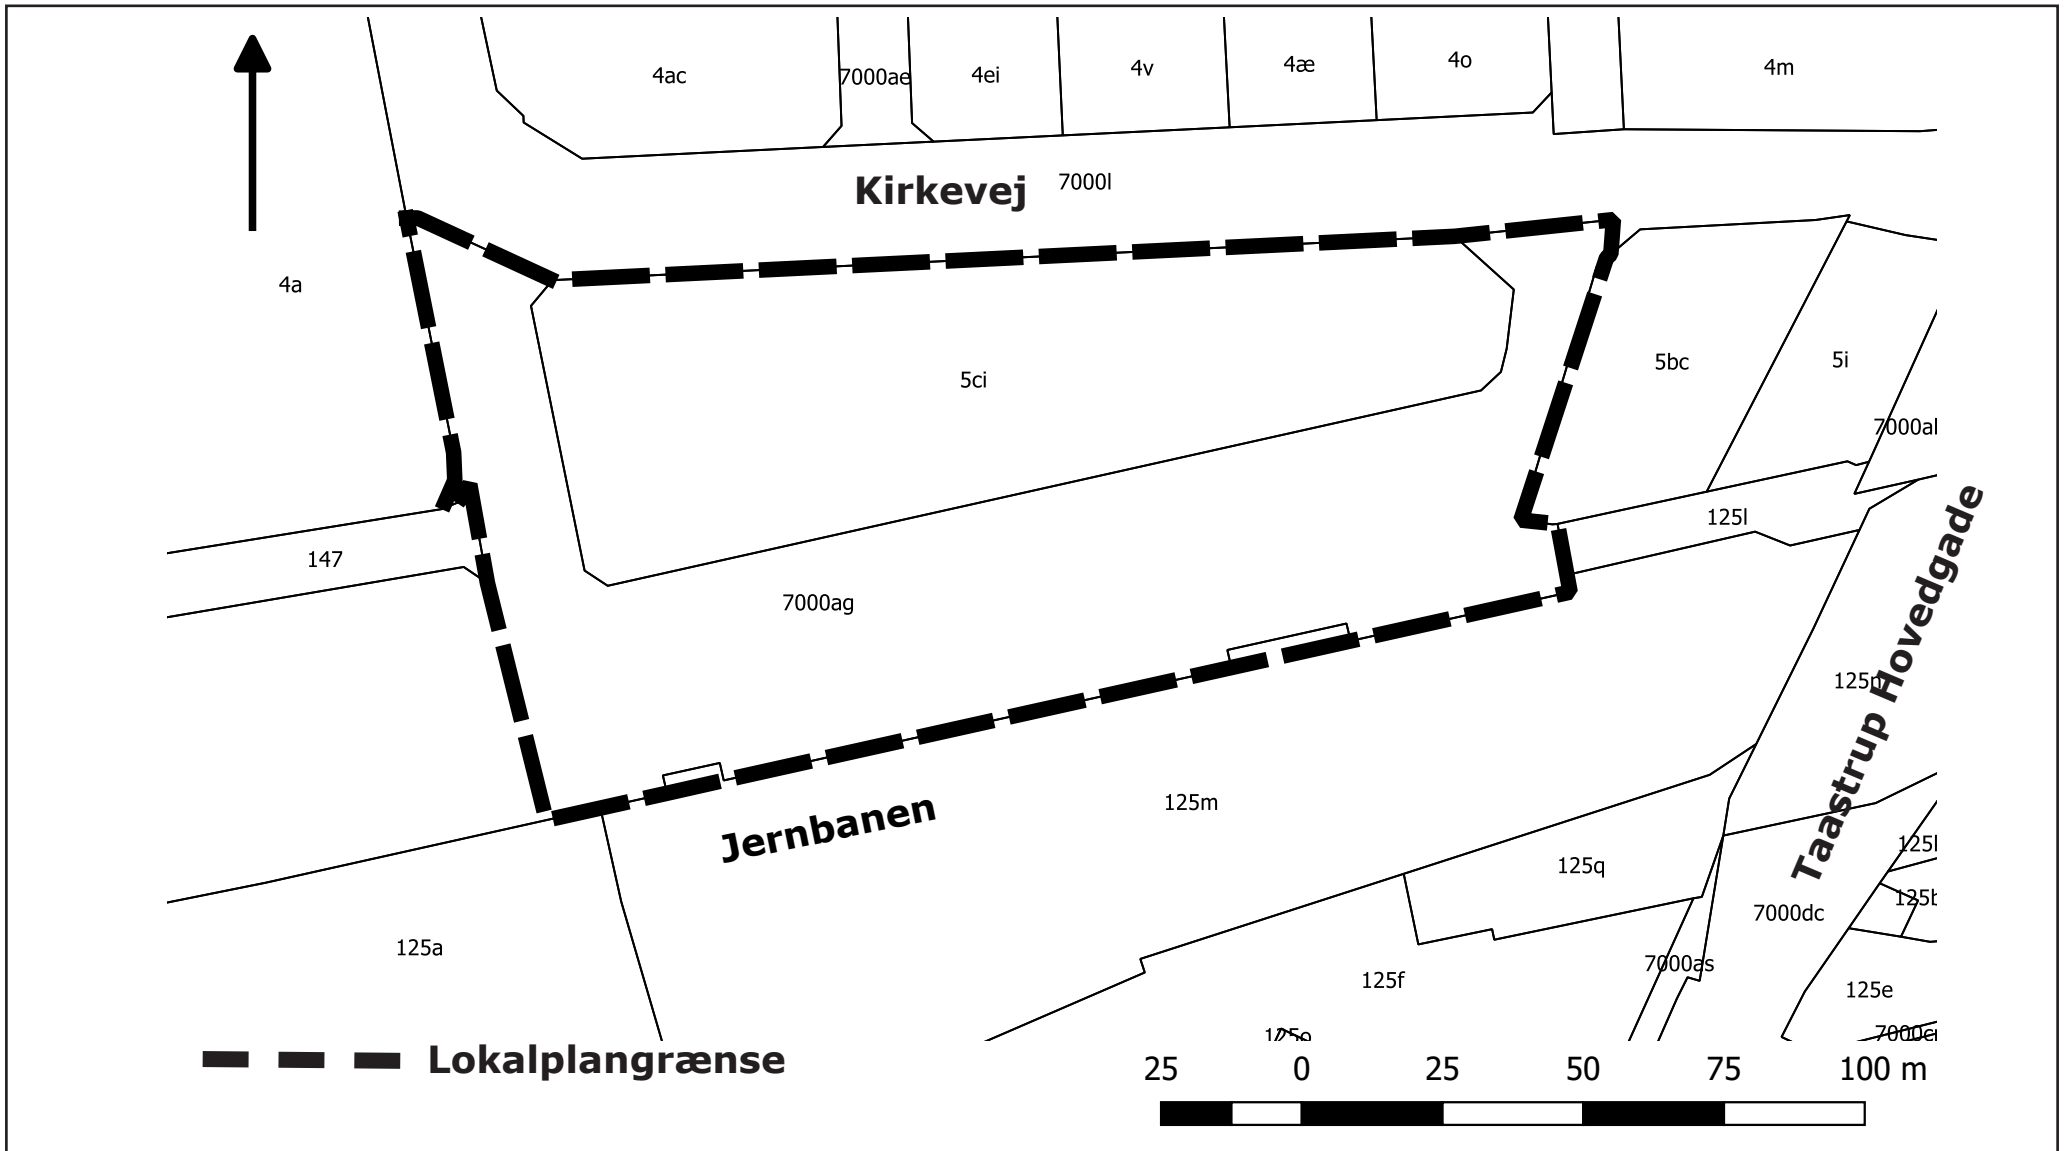 4ac
7000ae
4ei
4v
4æ
4o
4m
Kirkevej
7000l
4a
5ci
5bc
5i
147
125l
7000ag
Taastrup Hovedgade
Jernbanen
125m
125q
7000dc
125a
125f
7000as
125e
Lokalplangrænse
25 0 25 50 75 100 m